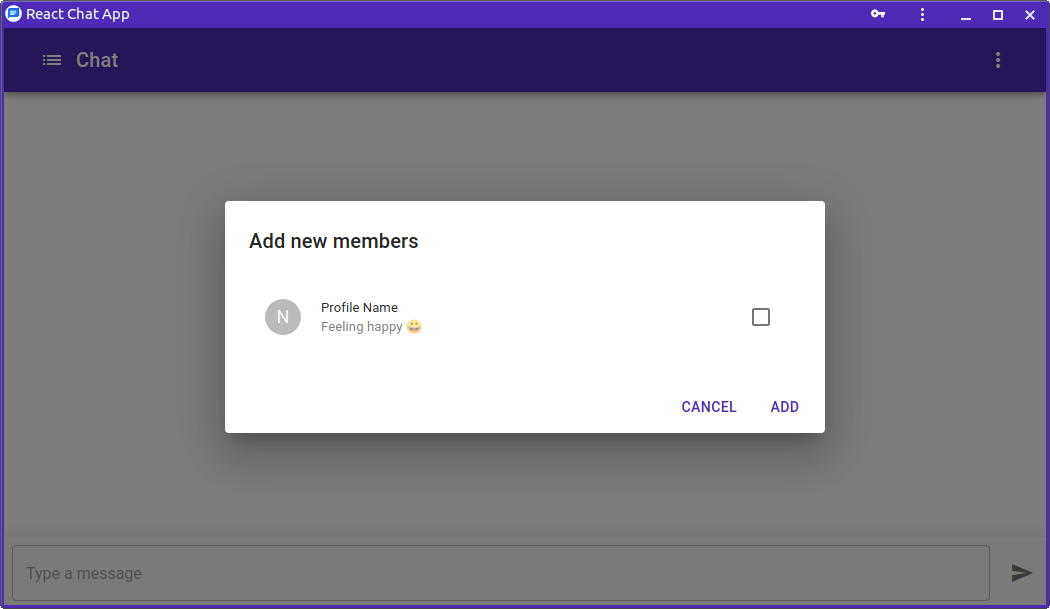 React Chat App
Chat
Add new members
N
Profile Name
Feeling happy 😀
CANCEL ADD
Type a message